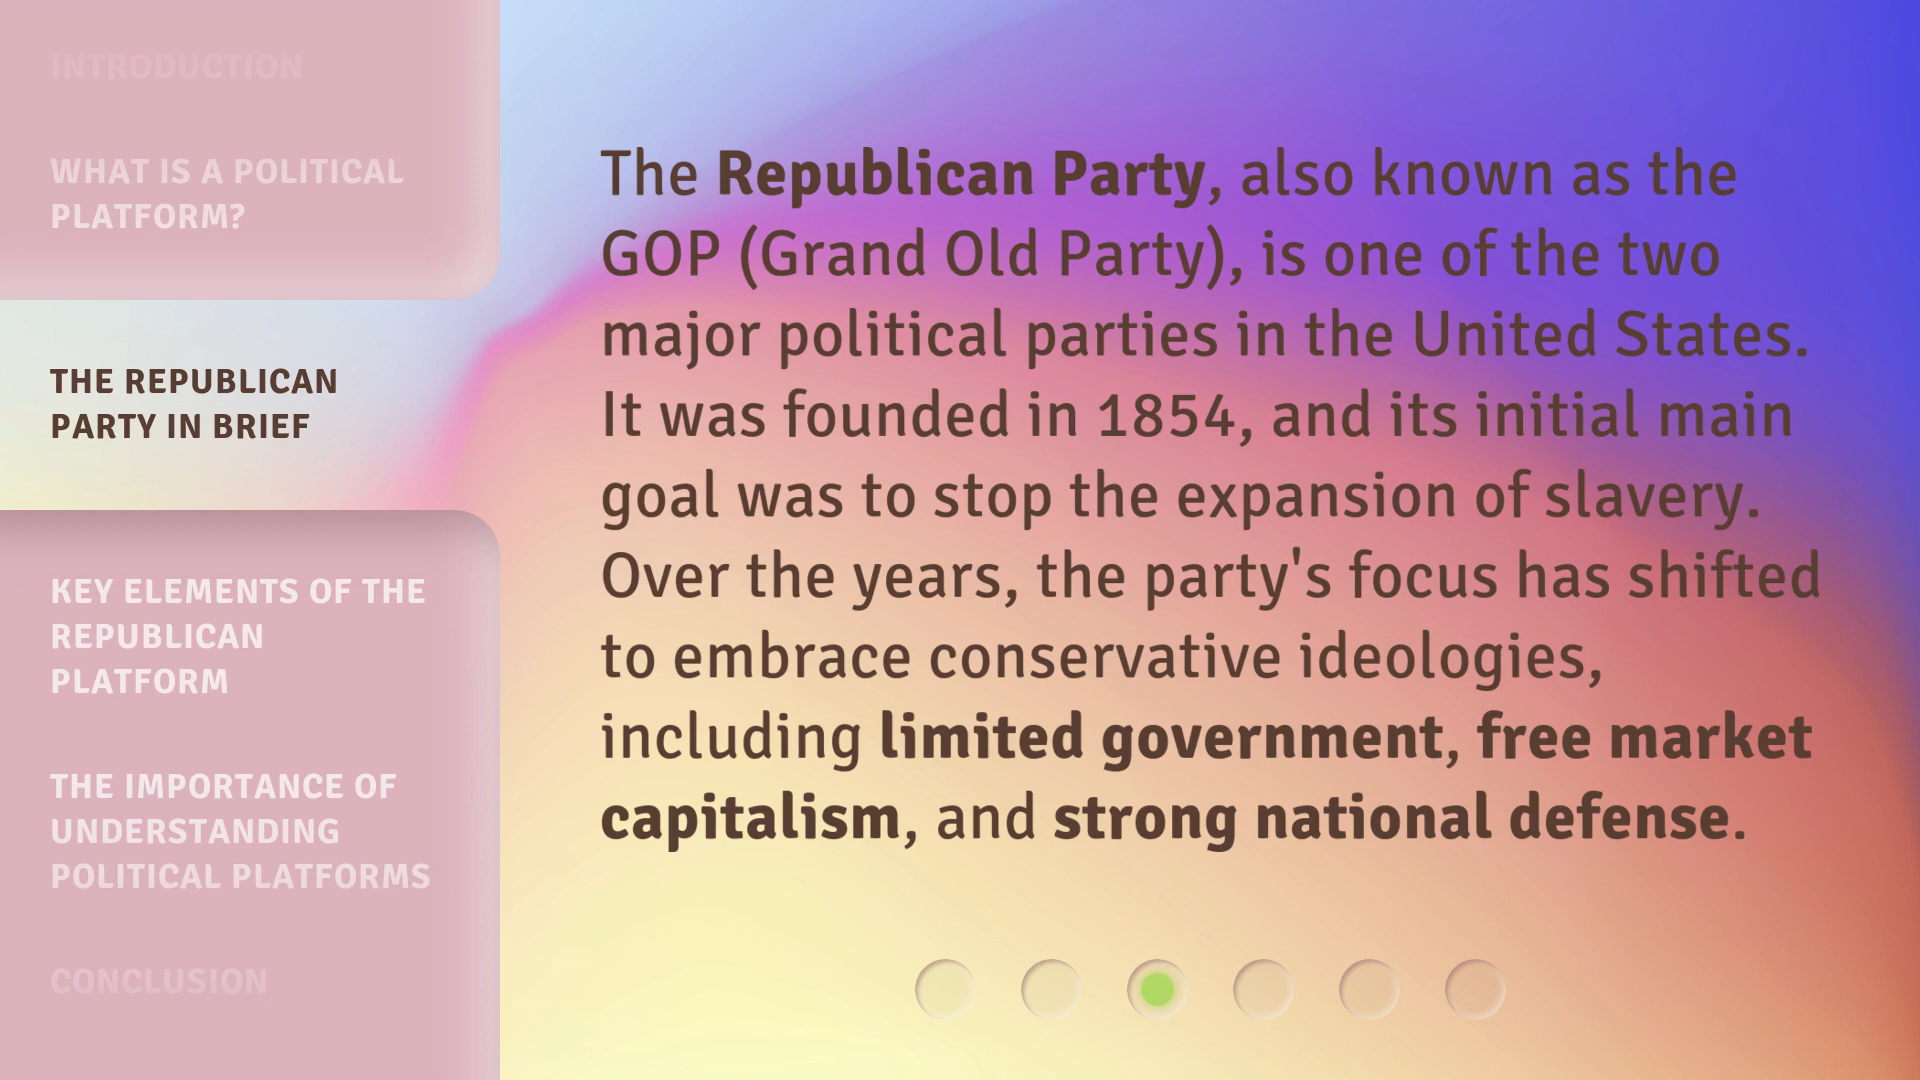 INTRODUCTION
WHAT IS A POLITICAL
PLATFORM?
THE REPUBLICAN
PARTY IN BRIEF
KEY ELEMENTS OF THE
REPUBLICAN
PLATFORM
THE IMPORTANCE OF
UNDERSTANDING
POLITICAL PLATFORMS
CONCLUSION
The Republican Party, also known as the
GOP (Grand Old Party), is one of the two
major political parties in the United States.
It was founded in 1854, and its initial main
goal was to stop the expansion of slavery.
Over the years, the party's focus has shifted
to embrace conservative ideologies,
including limited government, free market
capitalism, and strong national defense.